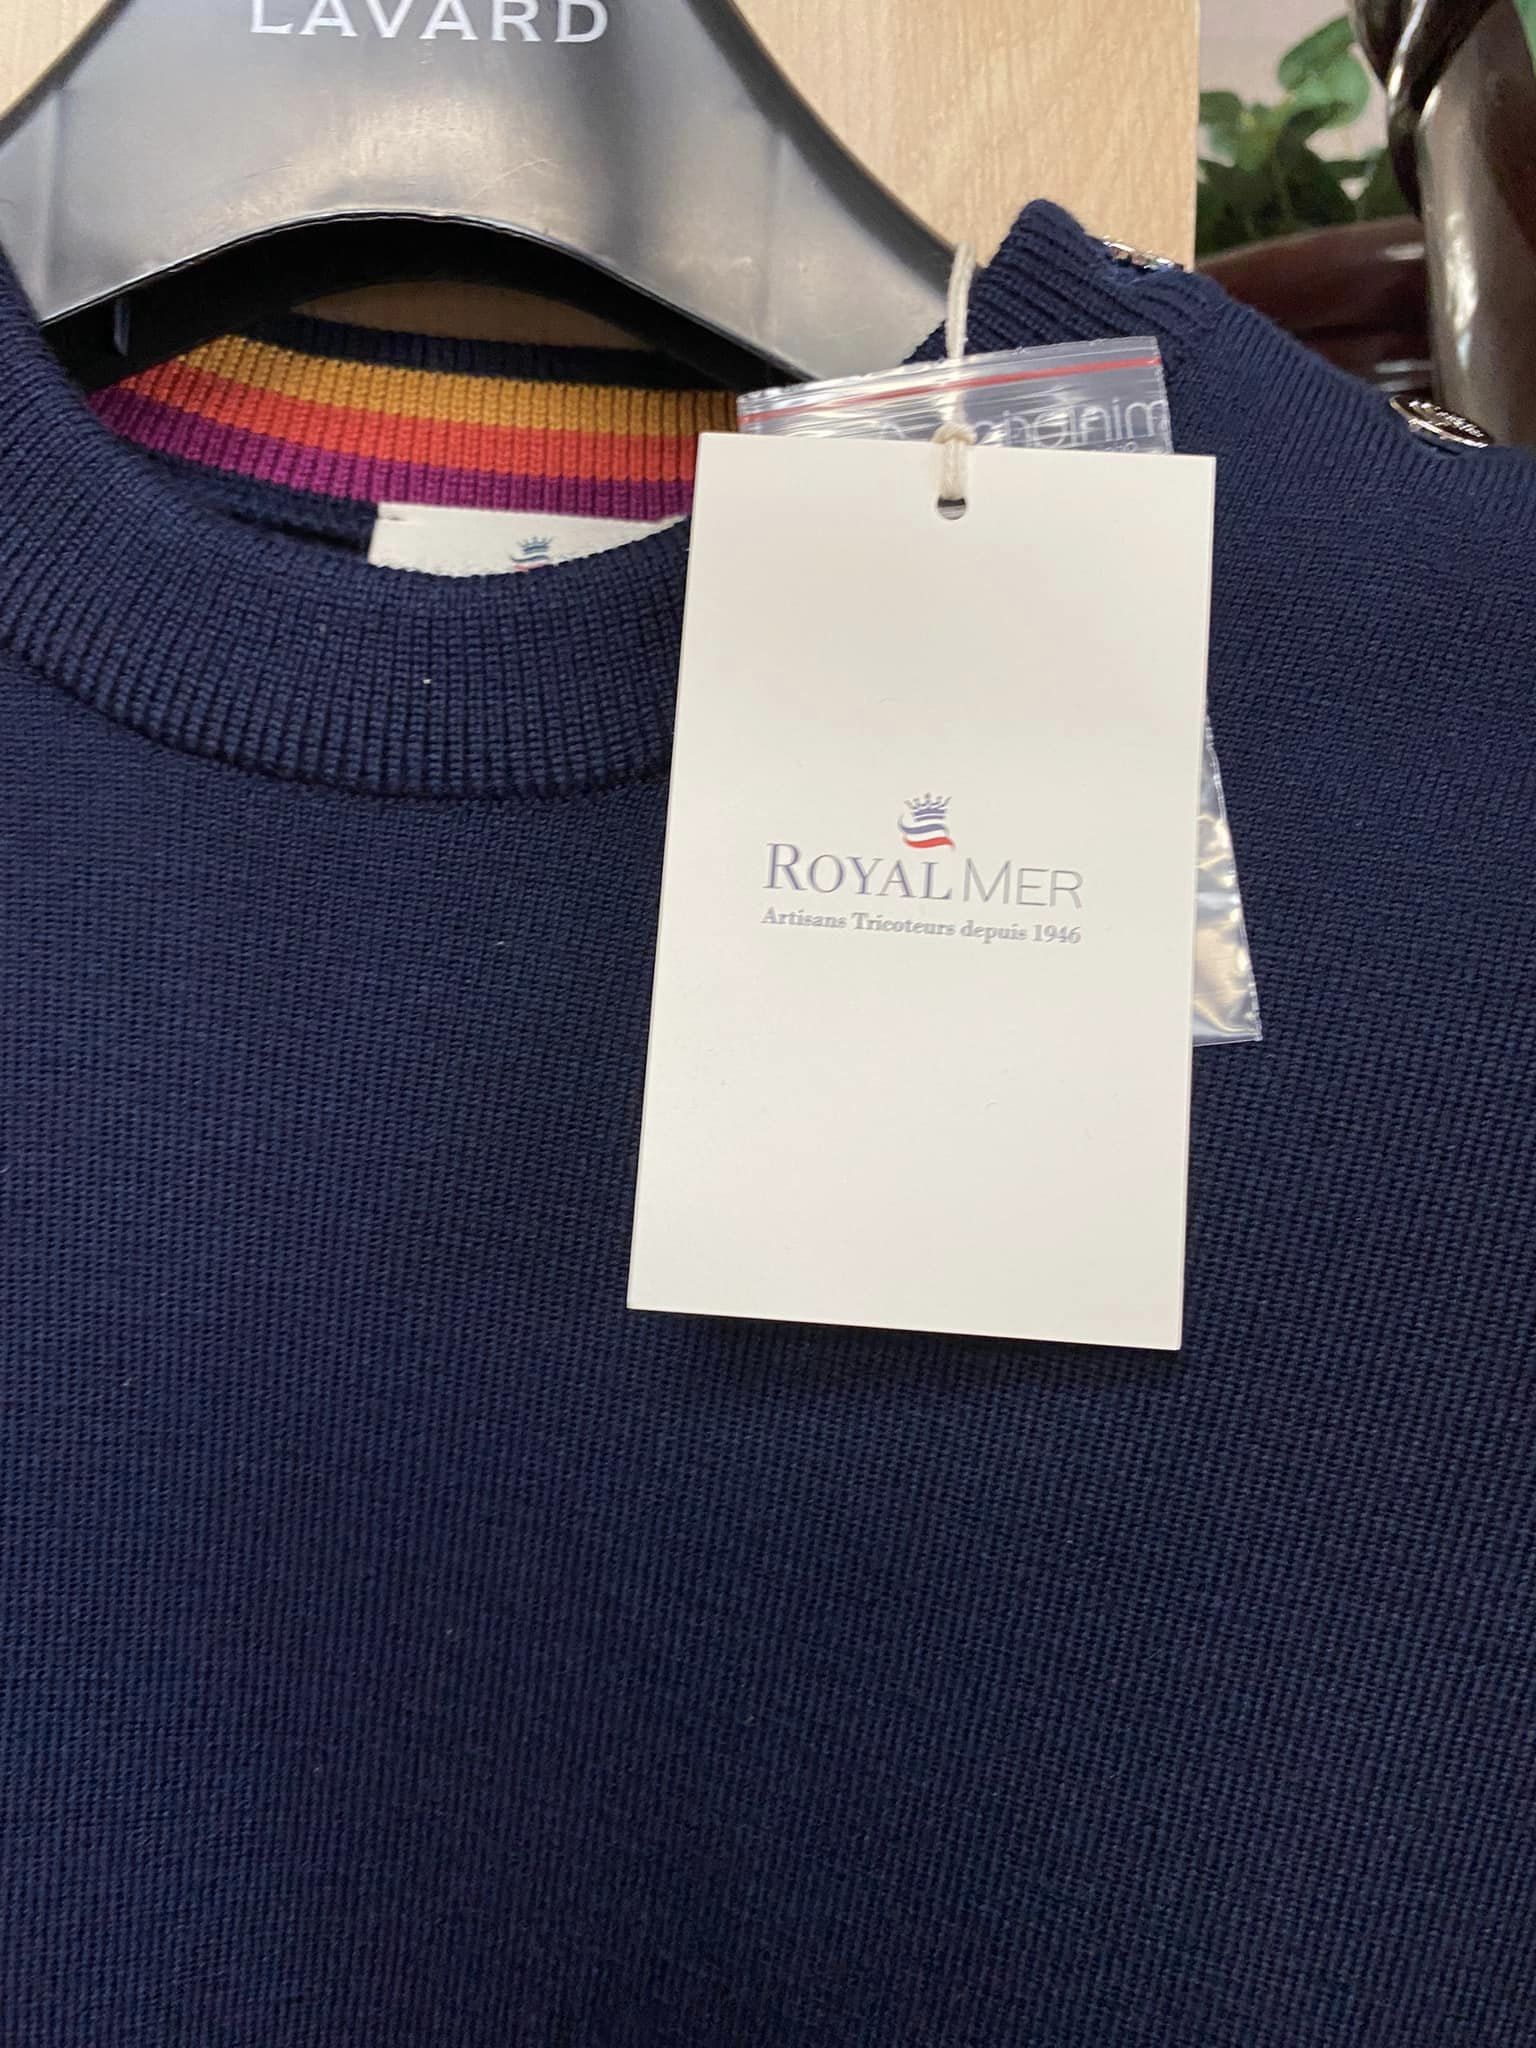 LAVARD
ROYAL MER
Artisans Tricoteurs depuis 1946